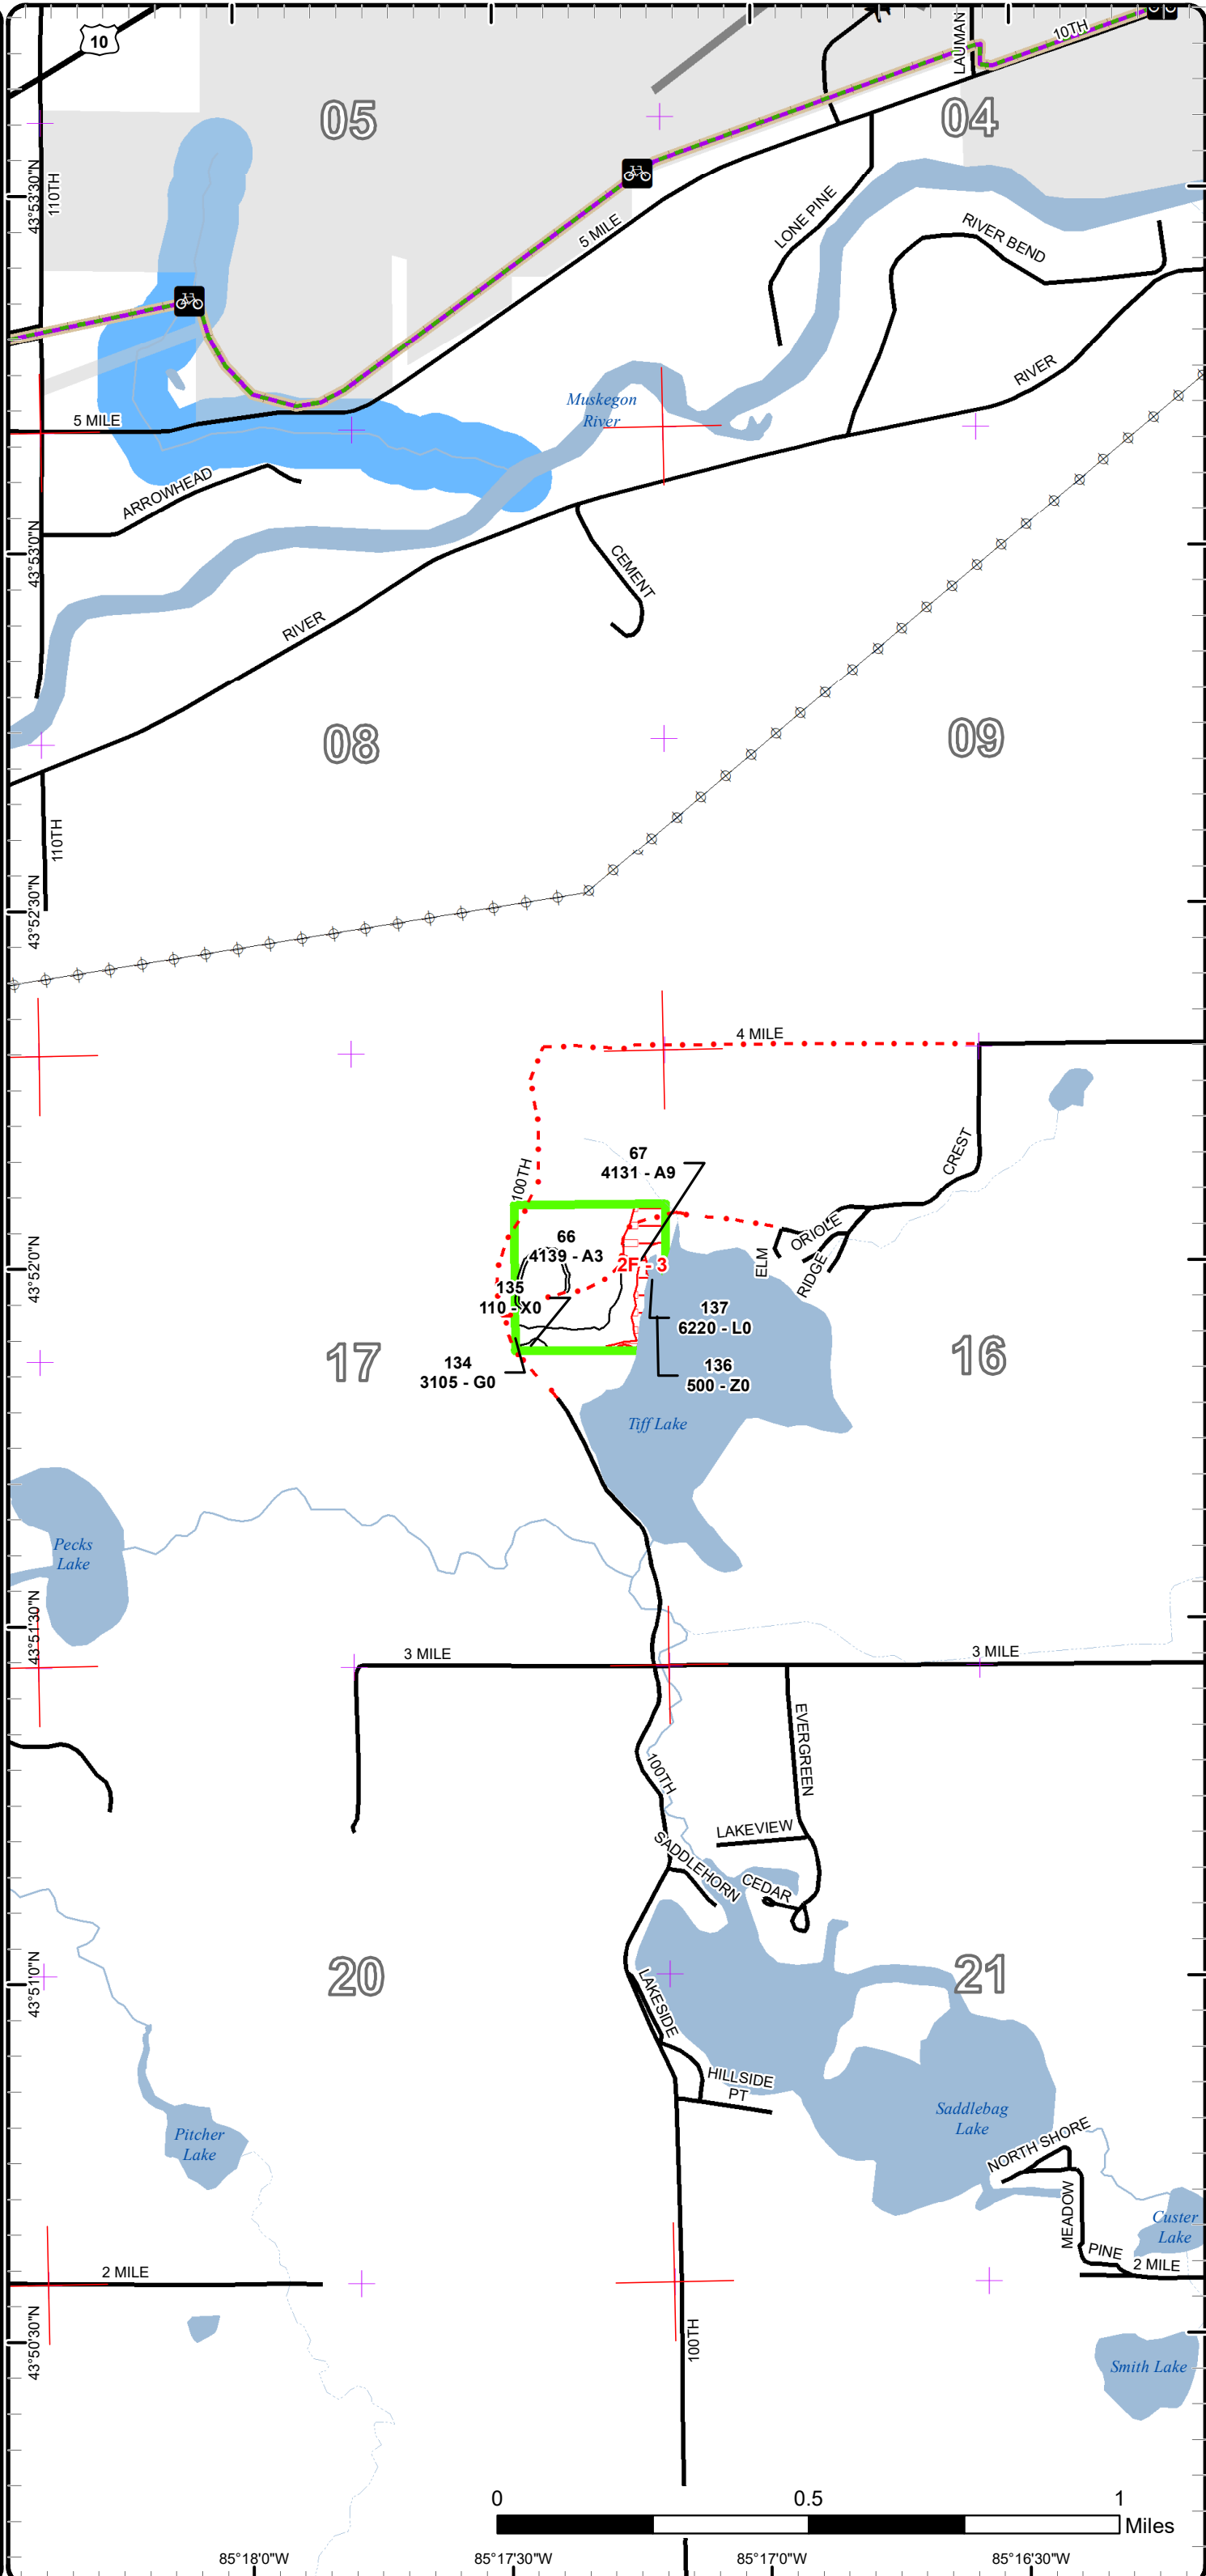 10
05
LAUMAN
10TH
04
43°53'30"N
110TH
5 MILE
LONE PINE
RIVER BEND
RIVER
Muskegon
River
5 MILE
ARROWHEAD
43°53'0"N
CEMENT
RIVER
08
09
110TH
43°52'30"N
4 MILE
67
4131 - A9
100TH
CREST
66
4139 - A3
ORIOLE
ELM
RIDGE
43°52'0"N
135
110 - X0
137
6220 - L0
17
16
134
3105 - G0
136
500 - Z0
Tiff Lake
Pecks
Lake
43°51'30"N
3 MILE
3 MILE
EVERGREEN
100TH
LAKEVIEW
SADDLEHORN
CEDAR
43°51'0"N
20
21
LAKESIDE
HILLSIDE
PT
Saddlebag
Lake
Pitcher
Lake
NORTH SHORE
MEADOW
Custer
Lake
PINE
2 MILE
2 MILE
43°50'30"N
100TH
Smith Lake
0
0.5
1
Miles
85°18'0"W
85°17'30"W
85°17'0"W
85°16'30"W